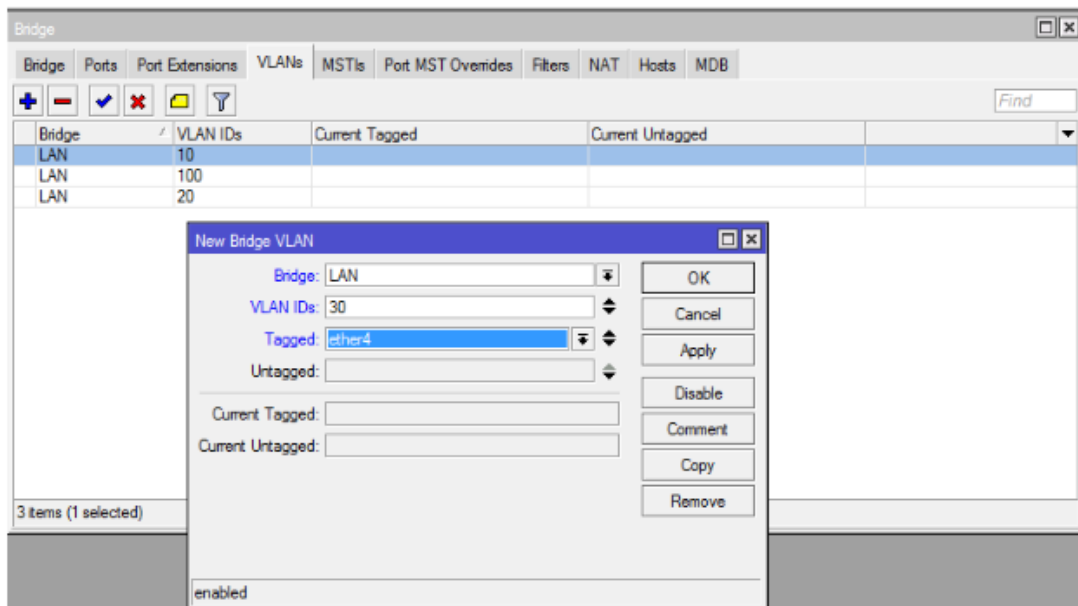 Bridge
Bridge Ports Port Extensions VLANs MSTIs Port MST Overrides Filters NAT Hosts MDB
Find
Bridge VLAN IDs Current Tagged Current Untagged
LAN 10
LAN 100
LAN 20
New Bridge VLAN
Bridge: LAN OK
VLAN IDs: 30 Cancel
Tagged: ether4 Apply
Untagged:
Disable
Current Tagged: Comment
Current Untagged: Copy
Remove
3 items (1 selected)
enabled